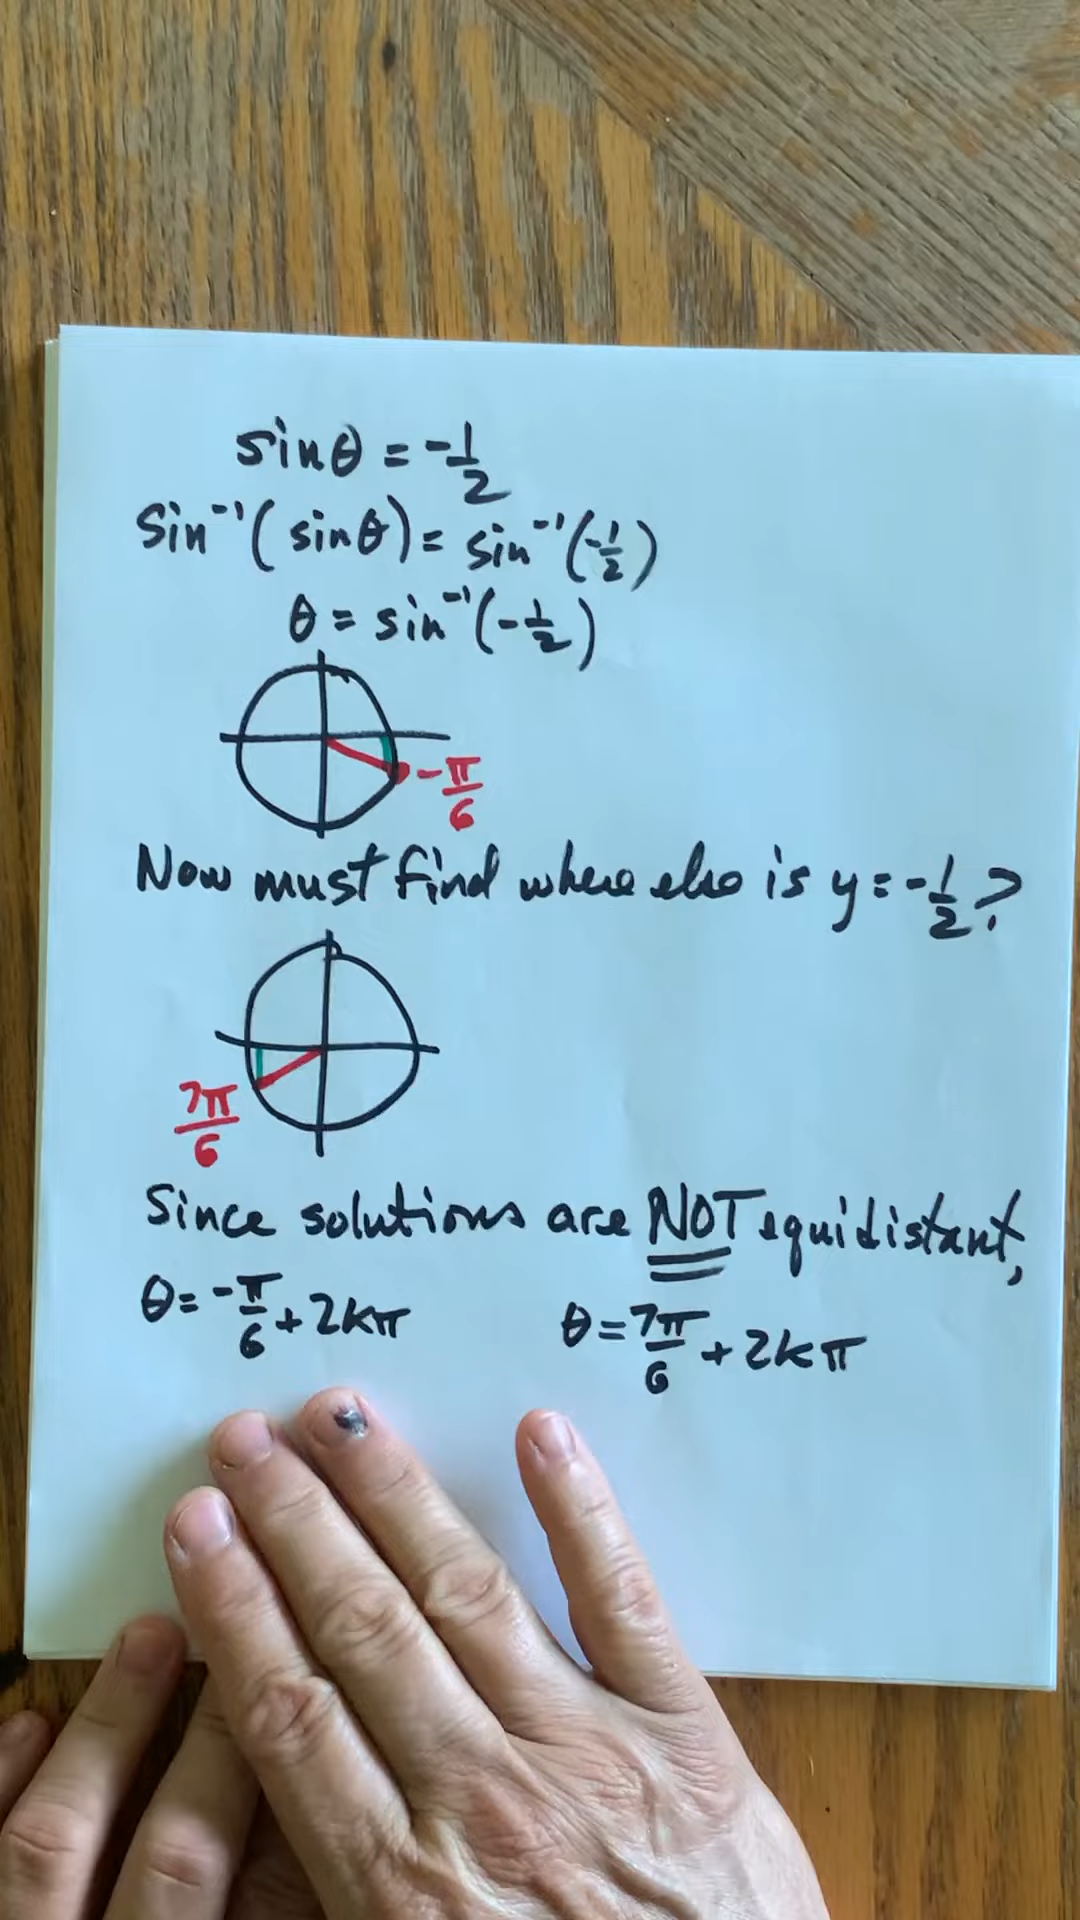 sinθ = -1/2
Sin⁻¹(sinθ) = sin⁻¹(-1/2)
θ = sin⁻¹(-1/2)
-π/6
Now must find where else is y = -1/2?
7π/6
Since solutions are NOT equidistant,
θ = -π/6 + 2kπ θ = 7π/6 + 2kπ